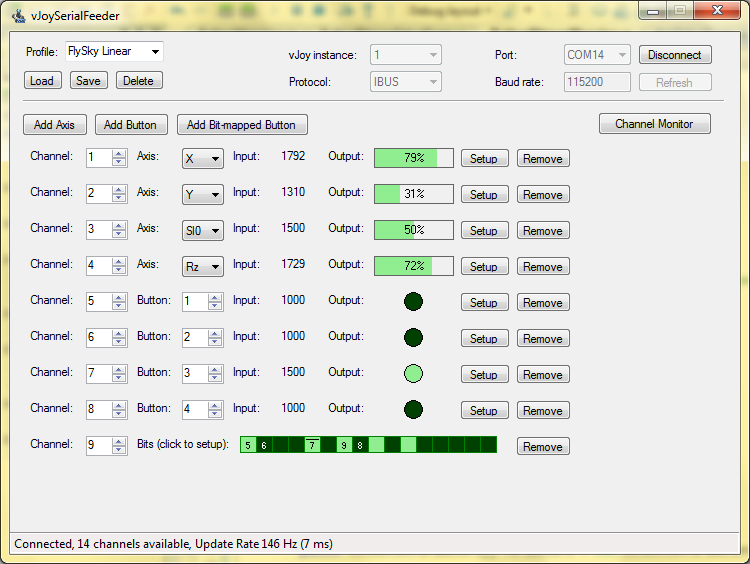 vJoySerialFeeder
Profile: FlySky Linear vJoy instance: 1 Port: COM14 Disconnect
Load Save Delete Protocol: IBUS Baud rate: 115200 Refresh
Add Axis Add Button Add Bit-mapped Button Channel Monitor
Channel: 1 Axis: X Input: 1792 Output: 79% Setup Remove
Channel: 2 Axis: Y Input: 1310 Output: 31% Setup Remove
Channel: 3 Axis: Sl0 Input: 1500 Output: 50% Setup Remove
Channel: 4 Axis: Rz Input: 1729 Output: 72% Setup Remove
Channel: 5 Button: 1 Input: 1000 Output: Setup Remove
Channel: 6 Button: 2 Input: 1000 Output: Setup Remove
Channel: 7 Button: 3 Input: 1500 Output: Setup Remove
Channel: 8 Button: 4 Input: 1000 Output: Setup Remove
Channel: 9 Bits (click to setup): 5 6 7 9 8 Remove
Connected, 14 channels available, Update Rate 146 Hz (7 ms)